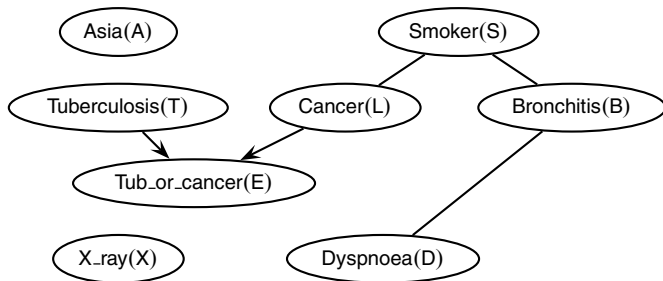 Asia(A)
Smoker(S)
Tuberculosis(T)
Cancer(L)
Bronchitis(B)
Tub_or_cancer(E)
X_ray(X)
Dyspnoea(D)